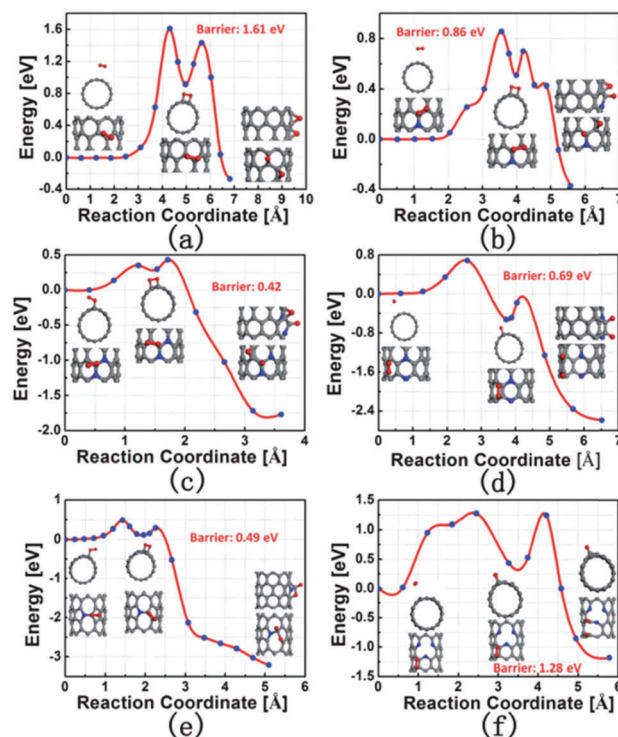 1.6
1.2
0.8
0.4
0.0
-0.4
Energy [eV]
Barrier: 1.61 eV
0 1 2 3 4 5 6 7 8 9 10
Reaction Coordinate [Å]
(a)
0.8
0.4
0.0
-0.4
Energy [eV]
Barrier: 0.86 eV
0 1 2 3 4 5 6 7
Reaction Coordinate [Å]
(b)
0.5
0.0
-0.5
-1.0
-1.5
-2.0
Energy [eV]
Barrier: 0.42
0 1 2 3 4
Reaction Coordinate [Å]
(c)
0.8
0.0
-0.8
-1.6
-2.4
Energy [eV]
Barrier: 0.69 eV
0 1 2 3 4 5 6 7
Reaction Coordinate [Å]
(d)
1
0
-1
-2
-3
Energy [eV]
Barrier: 0.49 eV
0 1 2 3 4 5 6
Reaction Coordinate [Å]
(e)
1.5
1.0
0.5
0.0
-0.5
-1.0
-1.5
Energy [eV]
Barrier: 1.28 eV
0 1 2 3 4 5 6
Reaction Coordinate [Å]
(f)